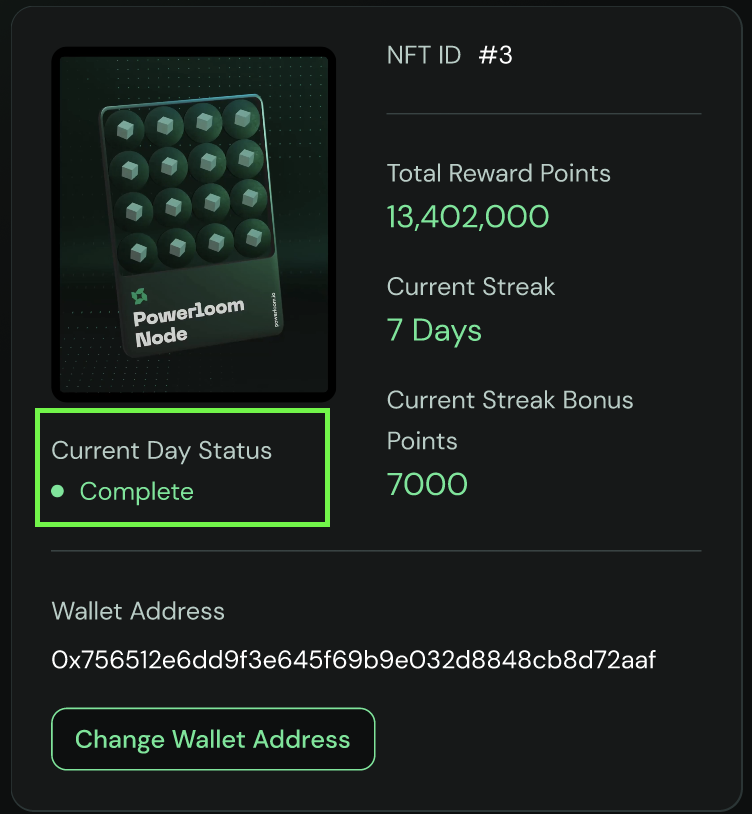 NFT ID #3
Total Reward Points
13,402,000
Current Streak
7 Days
Current Streak Bonus
Points
7000
Powerloom
Node
powerloom.io
Current Day Status
Complete
Wallet Address
0x756512e6dd9f3e645f69b9e032d8848cb8d72aaf
Change Wallet Address